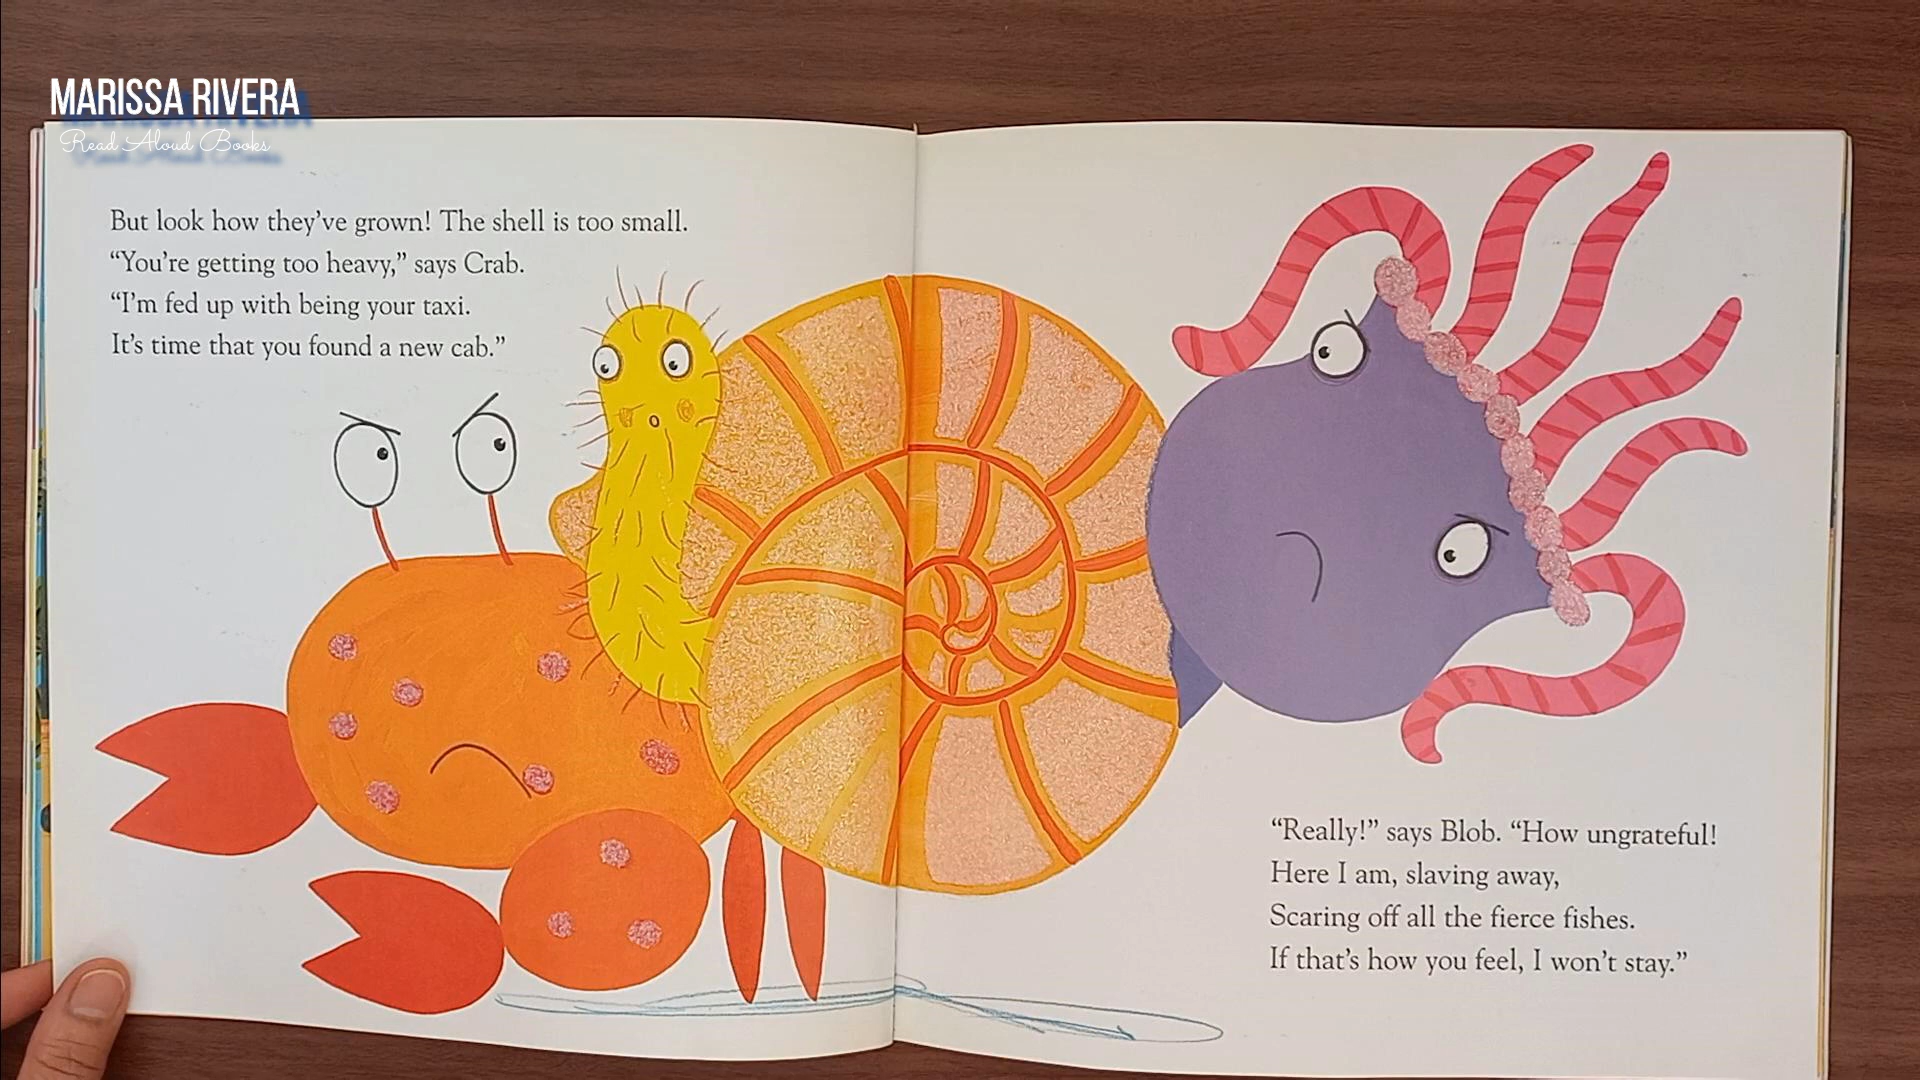 MARISSA RIVERA
Read Aloud Books
But look how they’ve grown! The shell is too small.
“You’re getting too heavy,” says Crab.
“I’m fed up with being your taxi.
It’s time that you found a new cab.”
“Really!” says Blob. “How ungrateful!
Here I am, slaving away,
Scaring off all the fierce fishes.
If that’s how you feel, I won’t stay.”